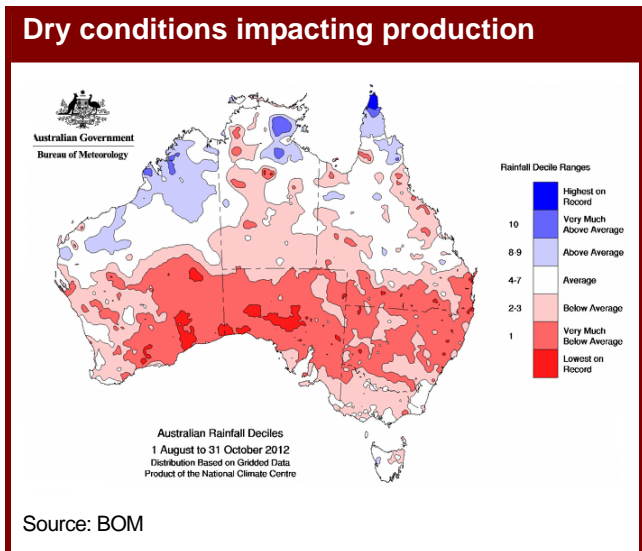 Dry conditions impacting production
Australian Government
Bureau of Meteorology
Rainfall Decile Ranges
Highest on
Record
10
Very Much
Above Average
8-9
Above Average
4-7
Average
2-3
Below Average
1
Very Much
Below Average
Lowest on
Record
Australian Rainfall Deciles
1 August to 31 October 2012
Distribution Based on Gridded Data
Product of the National Climate Centre
Source: BOM